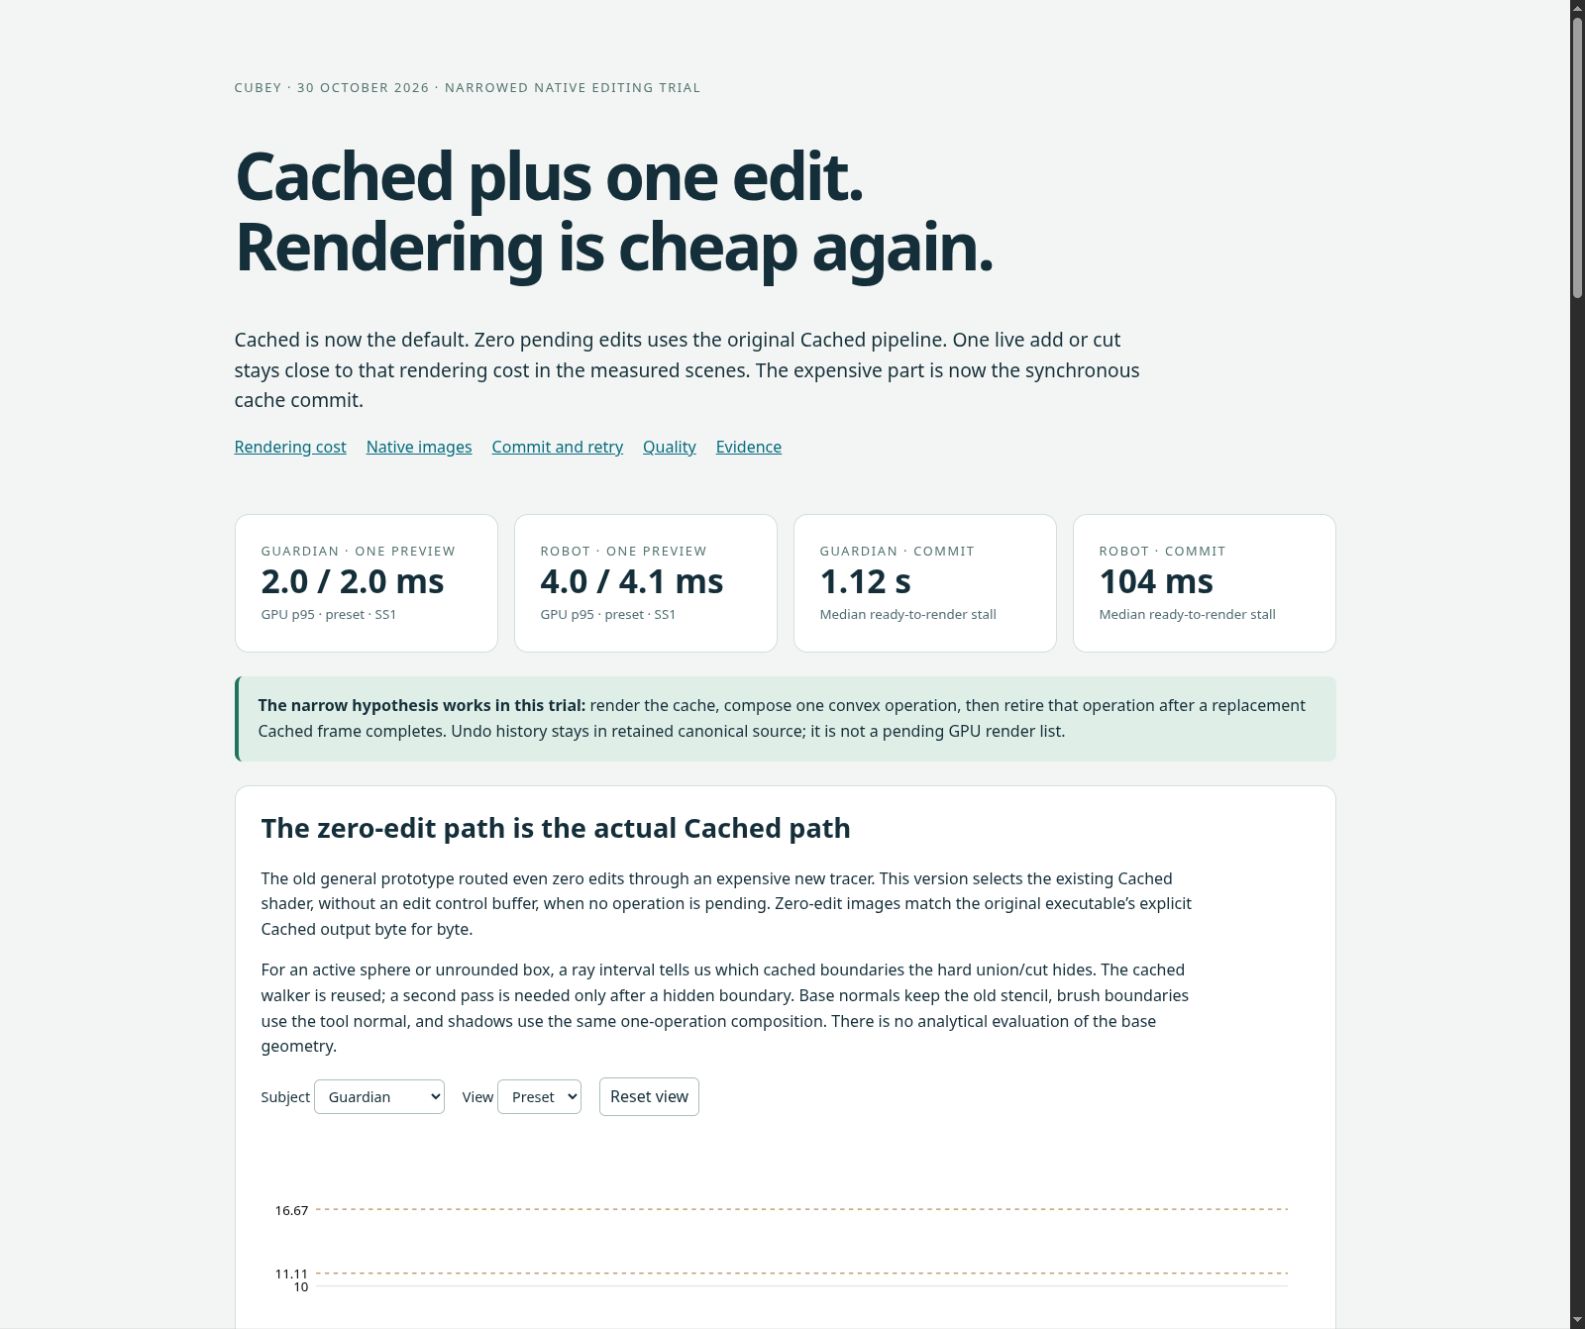 CUBEY · 30 OCTOBER 2026 · NARROWED NATIVE EDITING TRIAL
Cached plus one edit.
Rendering is cheap again.
Cached is now the default. Zero pending edits uses the original Cached pipeline. One live add or cut
stays close to that rendering cost in the measured scenes. The expensive part is now the synchronous
cache commit.
Rendering cost Native images Commit and retry Quality Evidence
GUARDIAN · ONE PREVIEW
2.0 / 2.0 ms
GPU p95 · preset · SS1
ROBOT · ONE PREVIEW
4.0 / 4.1 ms
GPU p95 · preset · SS1
GUARDIAN · COMMIT
1.12 s
Median ready-to-render stall
ROBOT · COMMIT
104 ms
Median ready-to-render stall
The narrow hypothesis works in this trial: render the cache, compose one convex operation, then retire that operation after a replacement
Cached frame completes. Undo history stays in retained canonical source; it is not a pending GPU render list.
The zero-edit path is the actual Cached path
The old general prototype routed even zero edits through an expensive new tracer. This version selects the existing Cached
shader, without an edit control buffer, when no operation is pending. Zero-edit images match the original executable’s explicit
Cached output byte for byte.
For an active sphere or unrounded box, a ray interval tells us which cached boundaries the hard union/cut hides. The cached
walker is reused; a second pass is needed only after a hidden boundary. Base normals keep the old stencil, brush boundaries
use the tool normal, and shadows use the same one-operation composition. There is no analytical evaluation of the base
geometry.
Subject Guardian View Preset Reset view
16.67
11.11
10